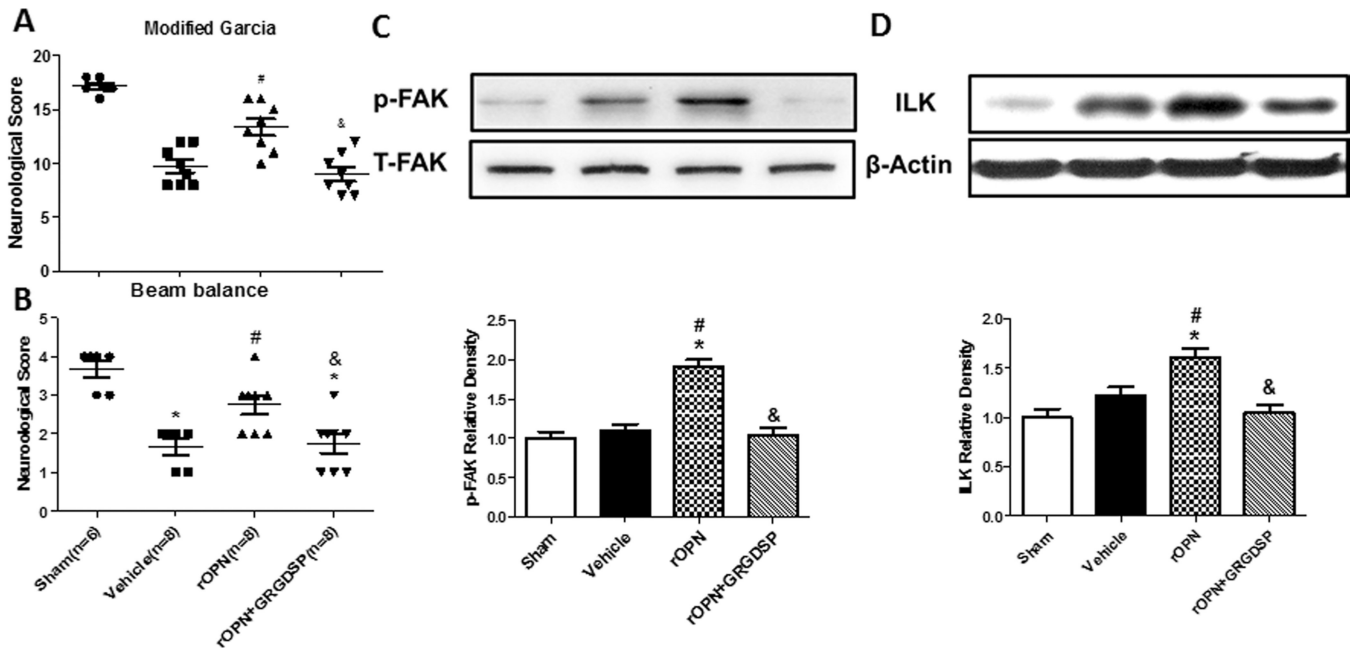 A
Modified Garcia
Neuroological Score
20
15
10
5
0
#
&
B
Beam balance
Neurological Score
5
4
3
2
1
0
*
#
&
*
Sham(n=6)
Vehicle(n=8)
rOPN(n=8)
rOPN+GRGDSP(n=8)
C
p-FAK
T-FAK
p-FAK Relative Density
2.5
2.0
1.5
1.0
0.5
0.0
#
*
&
Sham
Vehicle
rOPN
rOPN+GRGDSP
D
ILK
β-Actin
ILK Relative Density
2.0
1.5
1.0
0.5
0.0
#
*
&
Sham
Vehicle
rOPN
rOPN+GRGDSP